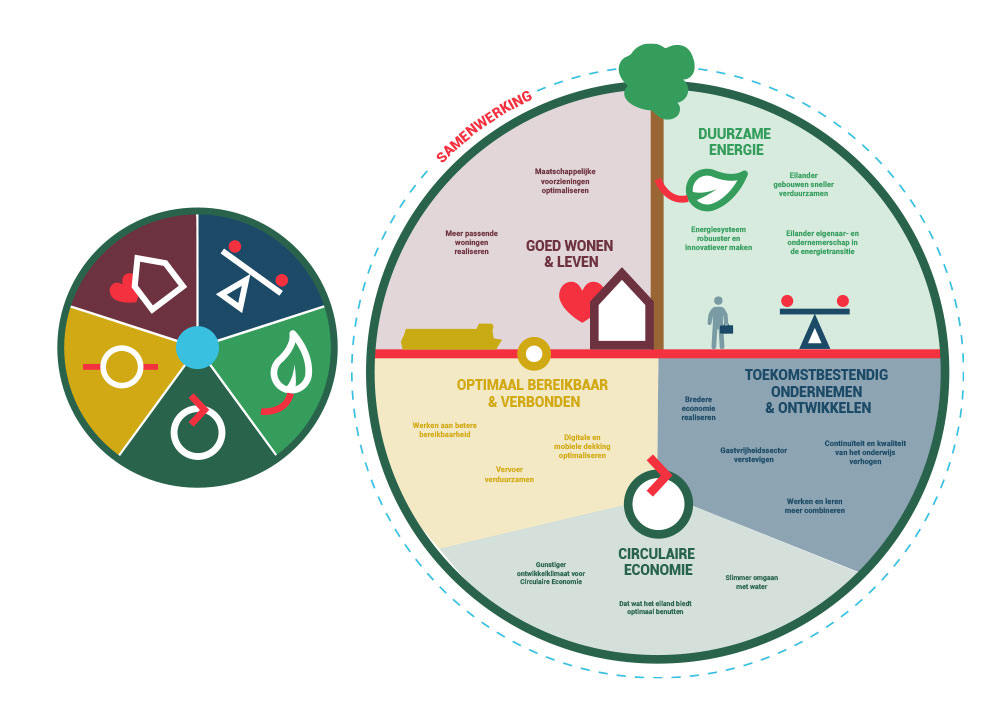 SAMENWERKING
DUURZAME
ENERGIE
Eilander
gebouwen sneller
verduurzamen
Energiesysteem
robuuster en
innovatiever maken
Eilander eigenaar- en
ondernemerschap in
de energietransitie
Maatschappelijke
voorzieningen
optimaliseren
Meer passende
woningen
realiseren
GOED WONEN
& LEVEN
OPTIMAAL BEREIKBAAR
& VERBONDEN
Werken aan betere
bereikbaarheid
Digitale en
mobiele dekking
optimaliseren
Vervoer
verduurzamen
TOEKOMSTBESTENDIG
ONDERNEMEN
& ONTWIKKELEN
Bredere
economie
realiseren
Gastvrijheidssector
verstevigen
Continuïteit en kwaliteit
van het onderwijs
verhogen
Werken en leren
meer combineren
CIRCULAIRE
ECONOMIE
Gunstiger
ontwikkelklimaat voor
Circulaire Economie
Slimmer omgaan
met water
Dat wat het eiland biedt
optimaal benutten